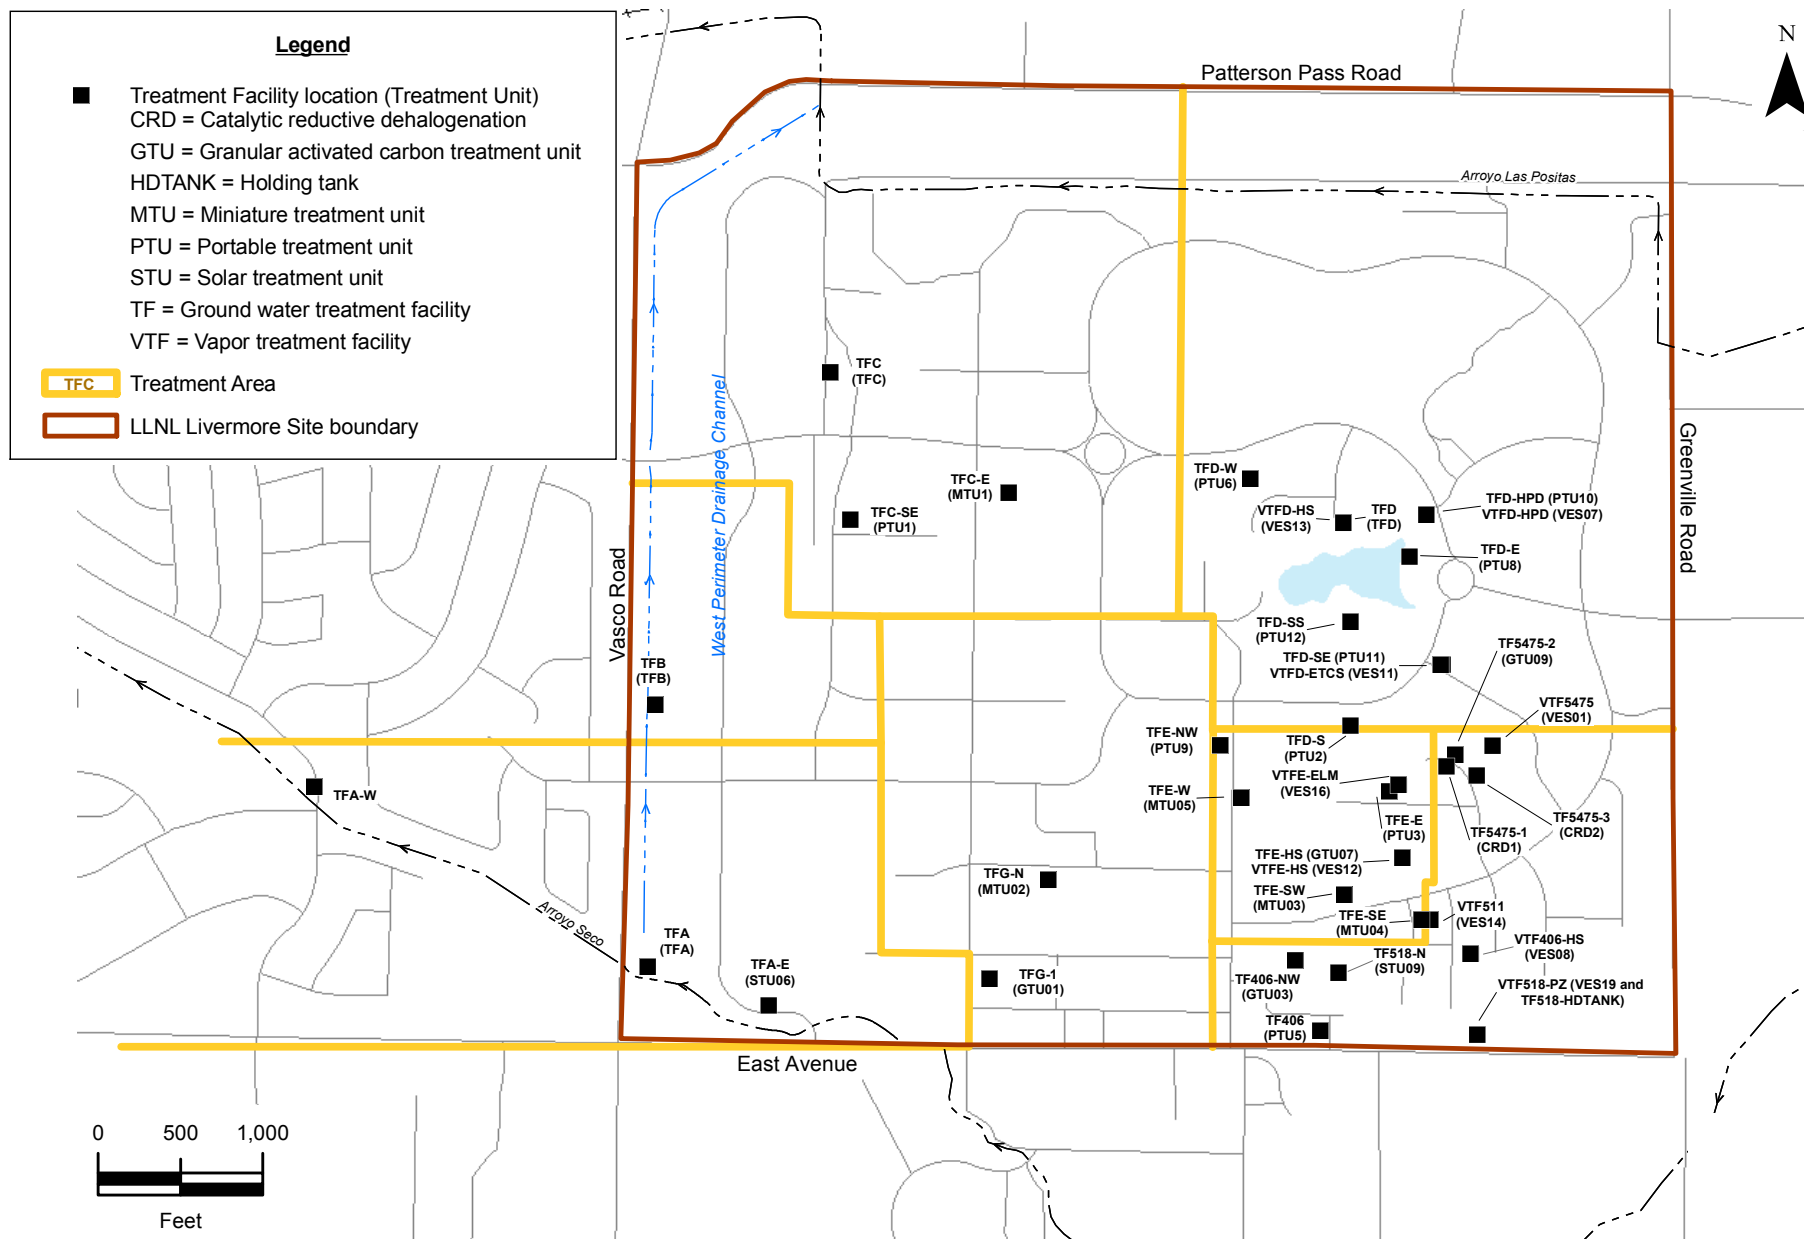 Legend
Treatment Facility location (Treatment Unit)
CRD = Catalytic reductive dehalogenation
GTU = Granular activated carbon treatment unit
HDTANK = Holding tank
MTU = Miniature treatment unit
PTU = Portable treatment unit
STU = Solar treatment unit
TF = Ground water treatment facility
VTF = Vapor treatment facility
TFC
Treatment Area
LLNL Livermore Site boundary
N
Patterson Pass Road
Arroyo Las Positas
Greenville Road
Vasco Road
West Perimeter Drainage Channel
TFC
(TFC)
TFC-E
(MTU1)
TFC-SE
(PTU1)
TFD-W
(PTU6)
VTFD-HS
(VES13)
TFD
(TFD)
TFD-HPD (PTU10)
VTFD-HPD (VES07)
TFD-E
(PTU8)
TFD-SS
(PTU12)
TFD-SE (PTU11)
VTFD-ETCS (VES11)
TF5475-2
(GTU09)
VTF5475
(VES01)
TFB
(TFB)
TFE-NW
(PTU9)
TFD-S
(PTU2)
VTFE-ELM
(VES16)
TFE-W
(MTU05)
TFA-W
TFE-E
(PTU3)
TF5475-1
(CRD1)
TF5475-3
(CRD2)
TFE-HS (GTU07)
VTFE-HS (VES12)
TFG-N
(MTU02)
TFE-SW
(MTU03)
TFE-SE
(MTU04)
VTF511
(VES14)
Arroyo Seco
TFA
(TFA)
TFA-E
(STU06)
TFG-1
(GTU01)
TF406-NW
(GTU03)
TF518-N
(STU09)
VTF406-HS
(VES08)
VTF518-PZ (VES19 and
TF518-HDTANK)
TF406
(PTU5)
East Avenue
0 500 1,000
Feet